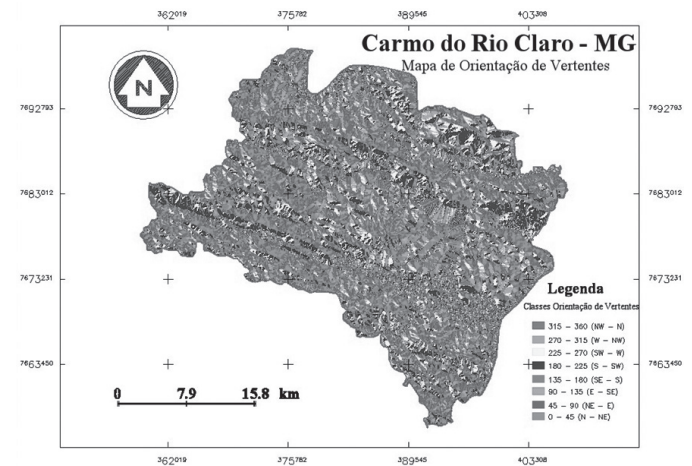 362019 375782 389545 403308
Carmo do Rio Claro - MG
Mapa de Orientação de Vertentes
N
7692793 7692793
7683012 7683012
7673231 7673231
Legenda
Classes Orientação de Vertentes
315 - 360 (NW - N)
270 - 315 (W - NW)
225 - 270 (SW - W)
180 - 225 (S - SW)
135 - 180 (SE - S)
90 - 135 (E - SE)
45 - 90 (NE - E)
0 - 45 (N - NE)
7663450 7663450
0 7.9 15.8 km
362019 375782 389545 403308